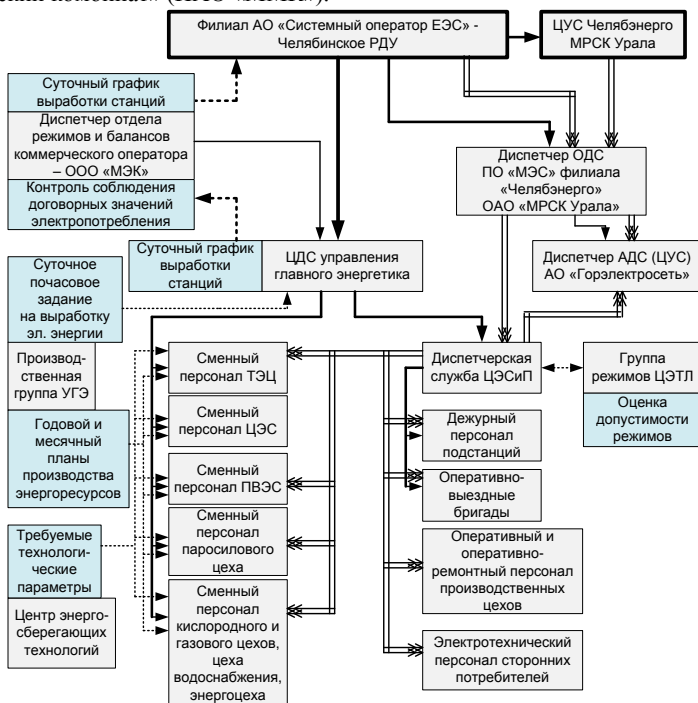 Филиал АО «Системный оператор ЕЭС» -
Челябинское РДУ
ЦУС Челябэнерго
МРСК Урала
Суточный график
выработки станций
Диспетчер отдела
режимов и балансов
коммерческого оператора
– ООО «МЭК»
Контроль соблюдения
договорных значений
электропотребления
Диспетчер ОДС
ПО «МЭС» филиала
«Челябэнерго»
ОАО «МРСК Урала»
Суточный график
выработки
станций
ЦДС управления
главного энергетика
Диспетчер АДС (ЦУС)
АО «Горэлектросеть»
Суточное
почасовое
задание
на выработку
эл. энергии
Производ-
ственная
группа УГЭ
Годовой и
месячный
планы
производства
энергоресурсов
Требуемые
технологи-
ческие
параметры
Центр энерго-
сберегающих
технологий
Сменный
персонал ТЭЦ
Сменный
персонал ЦЭС
Сменный
персонал ПВЭС
Сменный
персонал
паросилового
цеха
Сменный
персонал
кислородного и
газового цехов,
цеха
водоснабжения,
энергоцеха
Диспетчерская
служба ЦЭСиП
Группа
режимов ЦЭТЛ
Оценка
допустимости
режимов
Дежурный
персонал
подстанций
Оперативно-
выездные
бригады
Оперативный и
оперативно-
ремонтный персонал
производственных
цехов
Электротехнический
персонал сторонних
потребителей